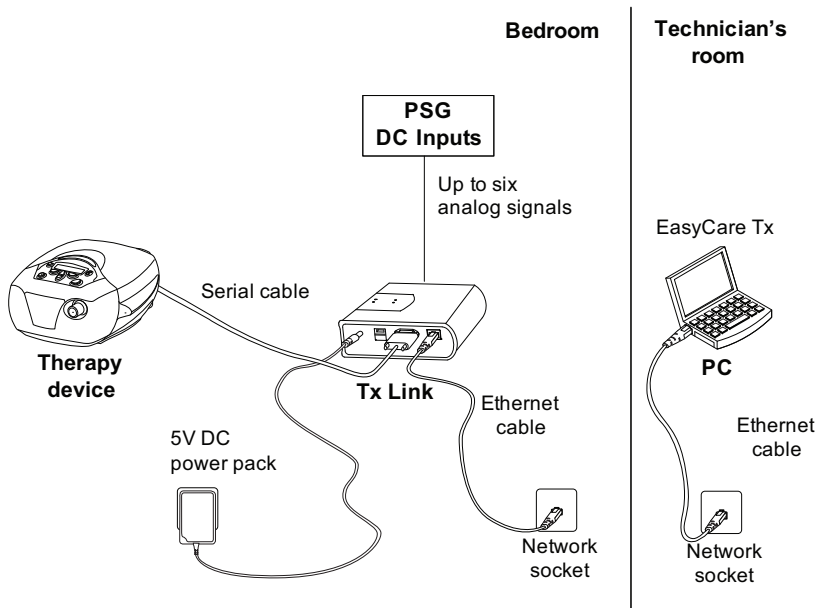 Bedroom
Technician's
room
PSG
DC Inputs
Up to six
analog signals
EasyCare Tx
Serial cable
Therapy
device
Tx Link
PC
Ethernet
cable
Ethernet
cable
5V DC
power pack
Network
socket
Network
socket